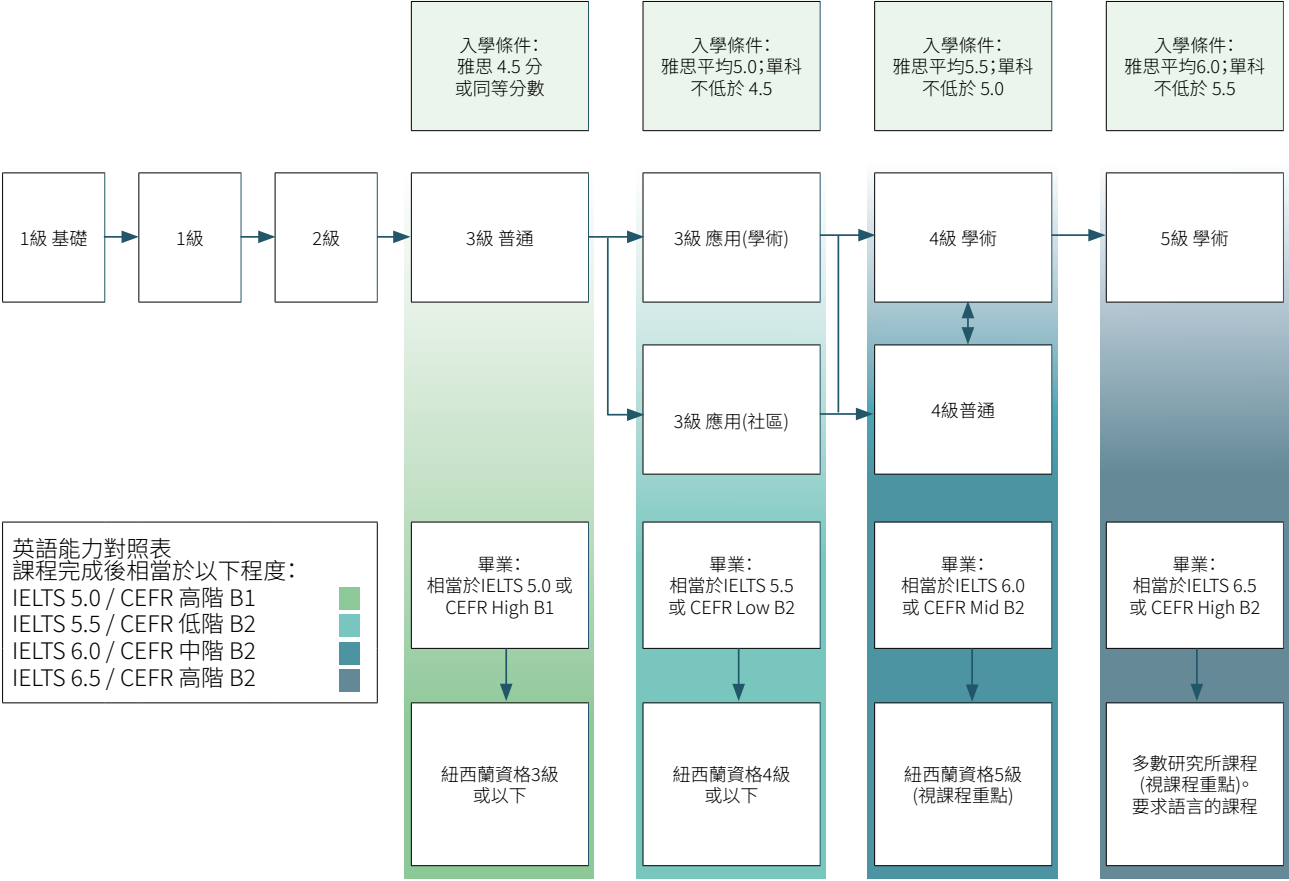 入學條件:
雅思 4.5 分
或同等分數
入學條件:
雅思平均5.0;單科
不低於 4.5
入學條件:
雅思平均5.5;單科
不低於 5.0
入學條件:
雅思平均6.0;單科
不低於 5.5
1級 基礎
1級
2級
3級 普通
3級 應用(學術)
4級 學術
5級 學術
3級 應用(社區)
4級普通
英語能力對照表
課程完成後相當於以下程度:
IELTS 5.0 / CEFR 高階 B1
IELTS 5.5 / CEFR 低階 B2
IELTS 6.0 / CEFR 中階 B2
IELTS 6.5 / CEFR 高階 B2
畢業:
相當於IELTS 5.0 或
CEFR High B1
畢業:
相當於IELTS 5.5
或 CEFR Low B2
畢業:
相當於IELTS 6.0
或 CEFR Mid B2
畢業:
相當於IELTS 6.5
或 CEFR High B2
紐西蘭資格3級
或以下
紐西蘭資格4級
或以下
紐西蘭資格5級
(視課程重點)
多數研究所課程
(視課程重點)。
要求語言的課程